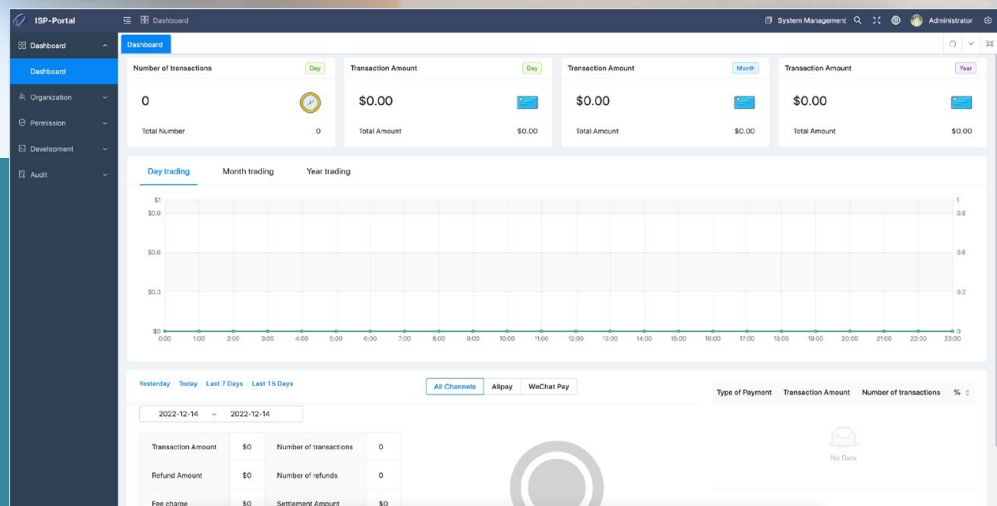 ISP-Portal
Dashboard
System Management
Administrator
Dashboard
Dashboard
Organization
Permission
Development
Audit
Dashboard
Number of transactions Day
0
Total Number 0
Transaction Amount Day
$0.00
Total Amount $0.00
Transaction Amount Month
$0.00
Total Amount $0.00
Transaction Amount Year
$0.00
Total Amount $0.00
Day trading Month trading Year trading
$1 1
$0.9 0.9
$0.6 0.6
$0.3 0.3
$0 0
0:00 1:00 2:00 3:00 4:00 5:00 6:00 7:00 8:00 9:00 10:00 11:00 12:00 13:00 14:00 15:00 16:00 17:00 18:00 19:00 20:00 21:00 22:00 23:00
Yesterday Today Last 7 Days Last 15 Days
All Channels Alipay WeChat Pay
2022-12-14 ~ 2022-12-14
Transaction Amount $0 Number of transactions 0
Refund Amount $0 Number of refunds 0
Fee charge $0 Settlement Amount $0
Type of Payment Transaction Amount Number of transactions %
No Data